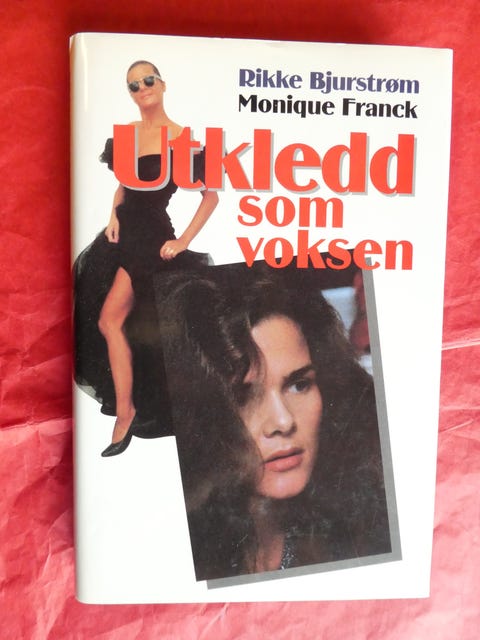 Rikke Bjurstrøm
Monique Franck
Utkledd
som
voksen